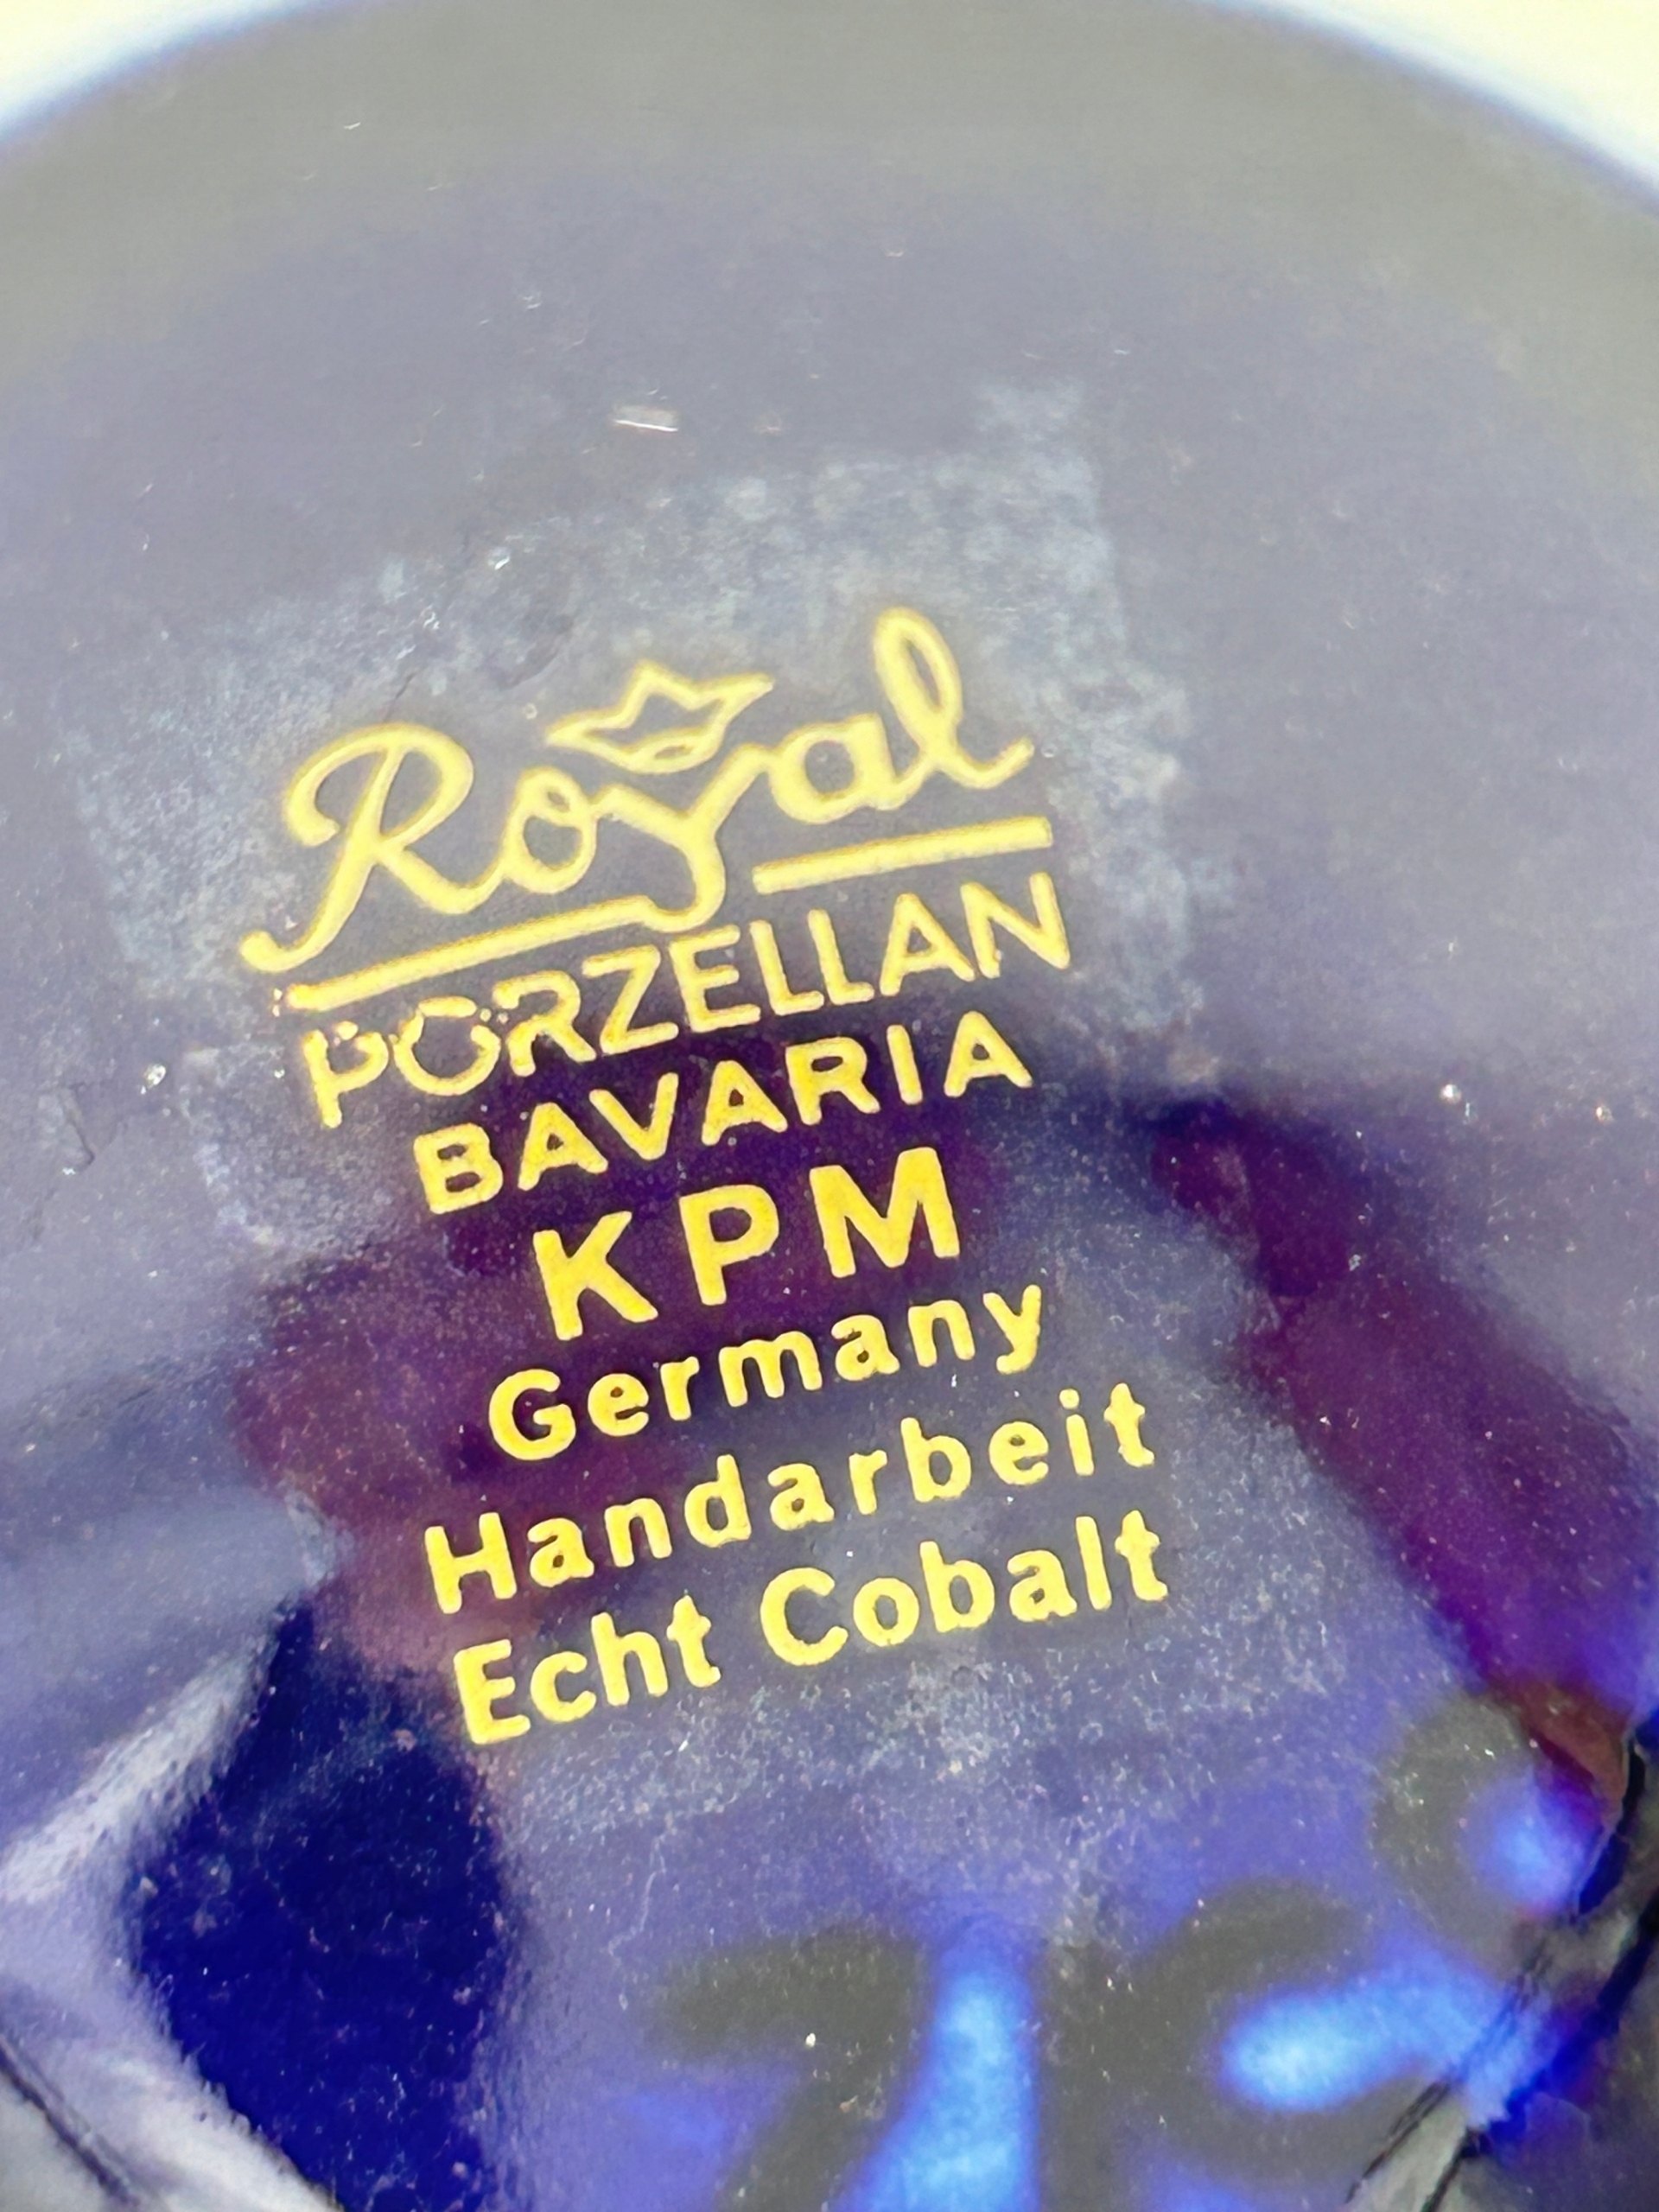 Royal
PORZELLAN
BAVARIA
KPM
Germany
Handarbeit
Echt Cobalt